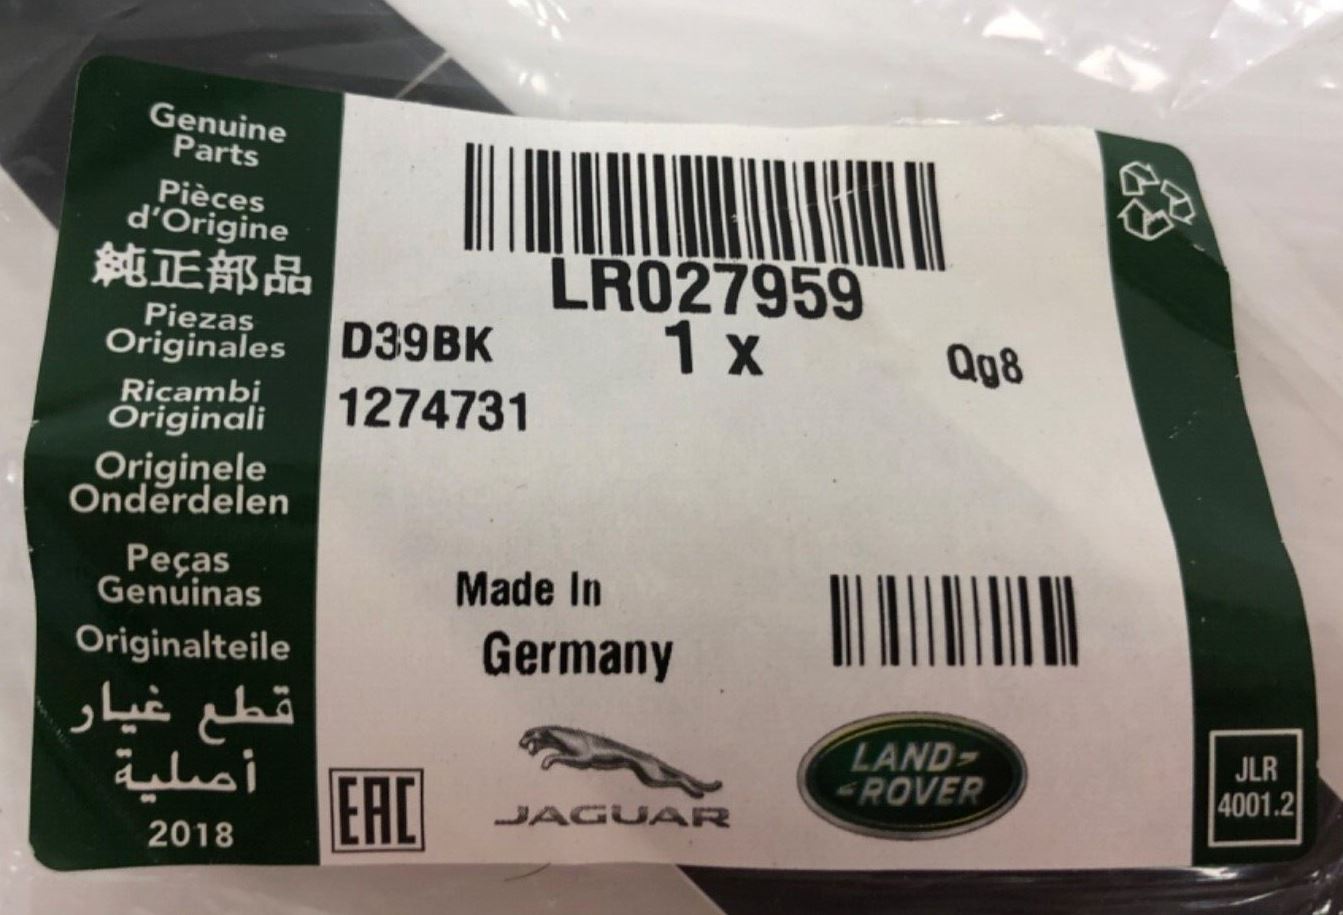 Genuine
Parts
Pièces
d'Origine
純正部品
Piezas
Originales
Ricambi
Originali
Originele
Onderdelen
Peças
Genuinas
Originalteile
قطع غيار
أصلية
2018
LR027959
D39BK
1 x
Qg8
1274731
Made In
Germany
EAC
JAGUAR
LAND-
-ROVER
JLR
4001.2